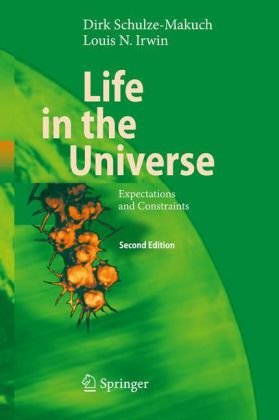 Dirk Schulze-Makuch
Louis N. Irwin
Life
in the
Universe
Expectations
and Constraints
Second Edition
Springer